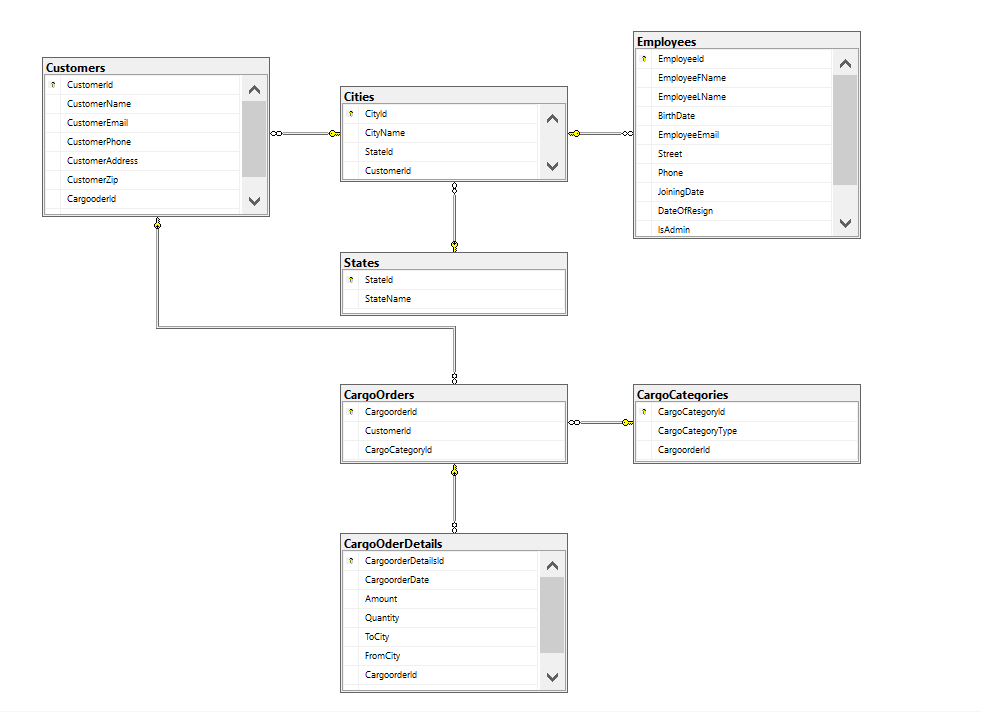 Customers
CustomerId
CustomerName
CustomerEmail
CustomerPhone
CustomerAddress
CustomerZip
CargooderId
Cities
CityId
CityName
StateId
CustomerId
Employees
EmployeeId
EmployeeFName
EmployeeLName
BirthDate
EmployeeEmail
Street
Phone
JoiningDate
DateOfResign
IsAdmin
States
StateId
StateName
CargoOrders
CargoorderId
CustomerId
CargoCategoryId
CargoCategories
CargoCategoryId
CargoCategoryType
CargoorderId
CargoOderDetails
CargoorderDetailsId
CargoorderDate
Amount
Quantity
ToCity
FromCity
CargoorderId